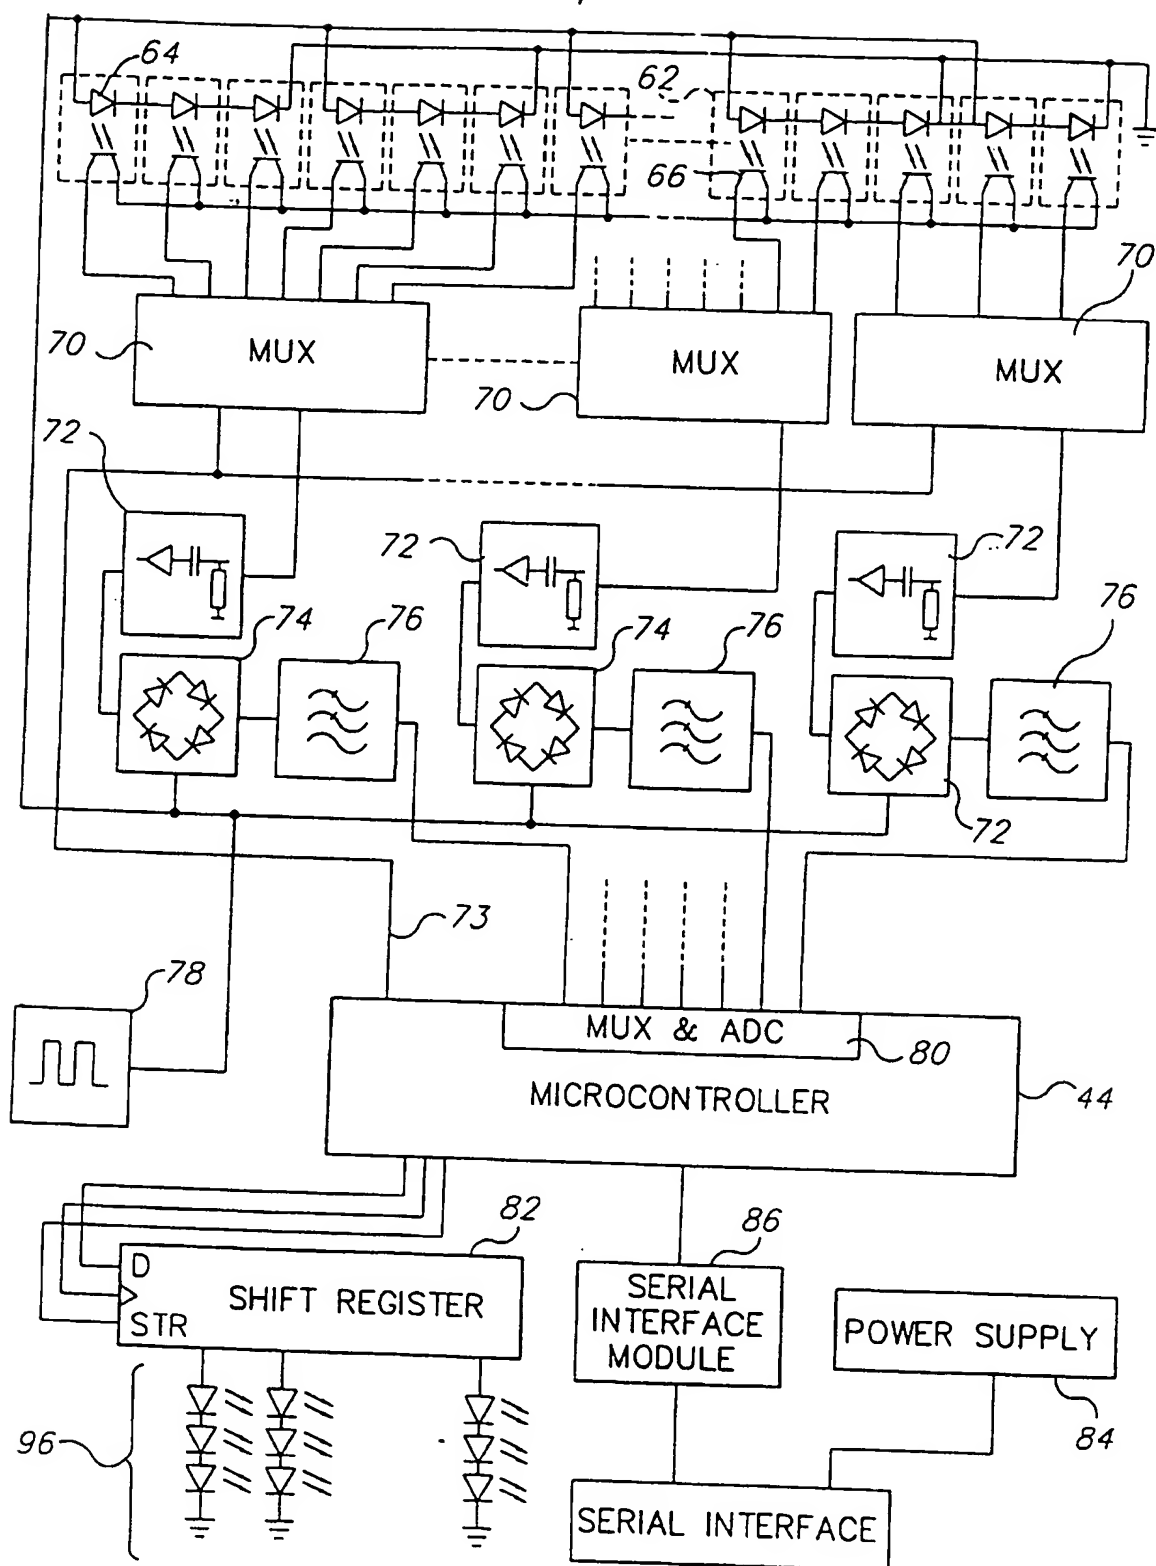 64
62
66
70
MUX
70
MUX
70
MUX
72
72
72
74
76
74
76
76
72
73
78
MUX & ADC
80
MICROCONTROLLER
44
82
D
SHIFT REGISTER
STR
86
SERIAL
INTERFACE
MODULE
POWER SUPPLY
84
96
SERIAL INTERFACE